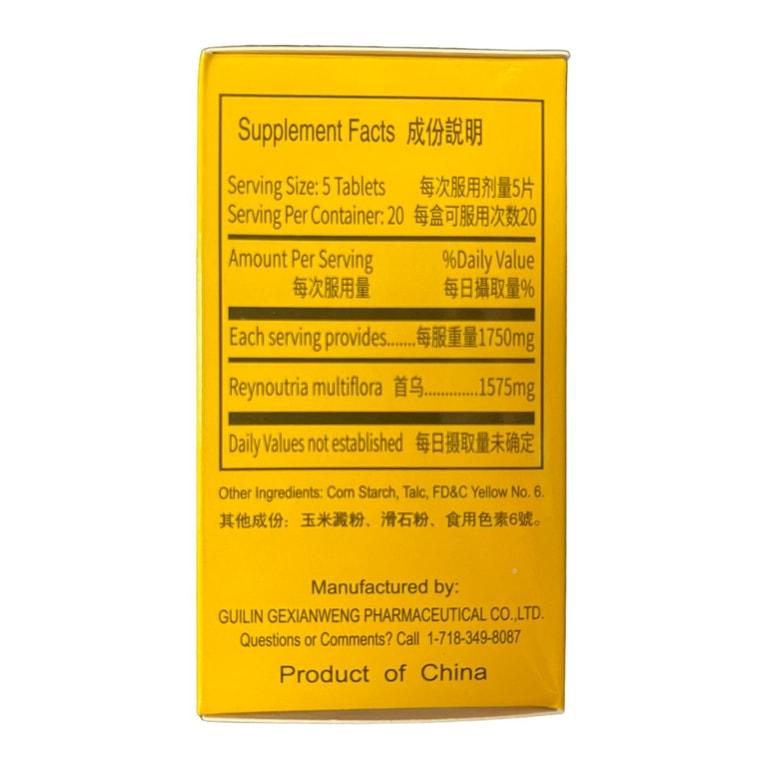 Supplement Facts 成份說明
Serving Size: 5 Tablets 每次服用剂量5片
Serving Per Container: 20 每盒可服用次数20
Amount Per Serving %Daily Value
每次服用量 每日攝取量%
Each serving provides.......每服重量1750mg
Reynoutria multiflora 首乌.............1575mg
Daily Values not established 每日摄取量未确定
Other Ingredients: Corn Starch, Talc, FD&C Yellow No. 6.
其他成份：玉米澱粉、滑石粉、食用色素6號。
Manufactured by:
GUILIN GEXIANWENG PHARMACEUTICAL CO.,LTD.
Questions or Comments? Call 1-718-349-8087
Product of China